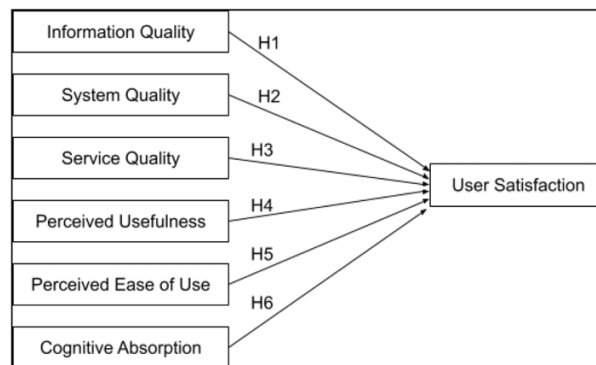 Information Quality
H1
System Quality
H2
Service Quality
H3
User Satisfaction
Perceived Usefulness
H4
Perceived Ease of Use
H5
Cognitive Absorption
H6